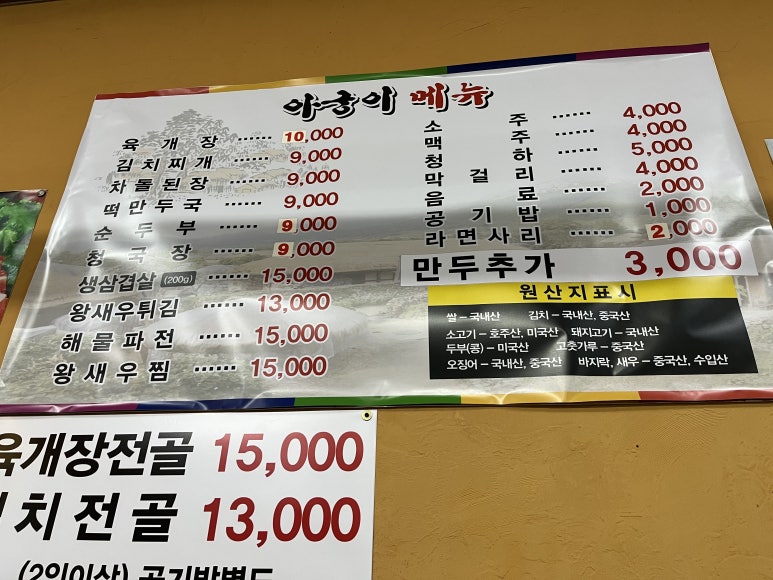 아궁이 메뉴
육개장 ...... 10,000
김치찌개 ...... 9,000
차돌된장 ...... 9,000
떡만두국 ...... 9,000
순두부 ...... 9,000
청국장 ...... 9,000
생삼겹살 (200g) ...... 15,000
왕새우튀김 ...... 13,000
해물파전 ...... 15,000
왕새우찜 ...... 15,000
소주 ...... 4,000
맥주 ...... 4,000
청하 ...... 5,000
막걸리 ...... 4,000
음료 ...... 2,000
공기밥 ...... 1,000
라면사리 ...... 2,000
만두추가 3,000
원산지표시
쌀 – 국내산 김치 – 국내산, 중국산
소고기 – 호주산, 미국산 돼지고기 – 국내산
두부(콩) – 미국산 고춧가루 – 중국산
오징어 – 국내산, 중국산 바지락, 새우 – 중국산, 수입산
육개장전골 15,000
치전골 13,000
(2인이상) 공기밥별도